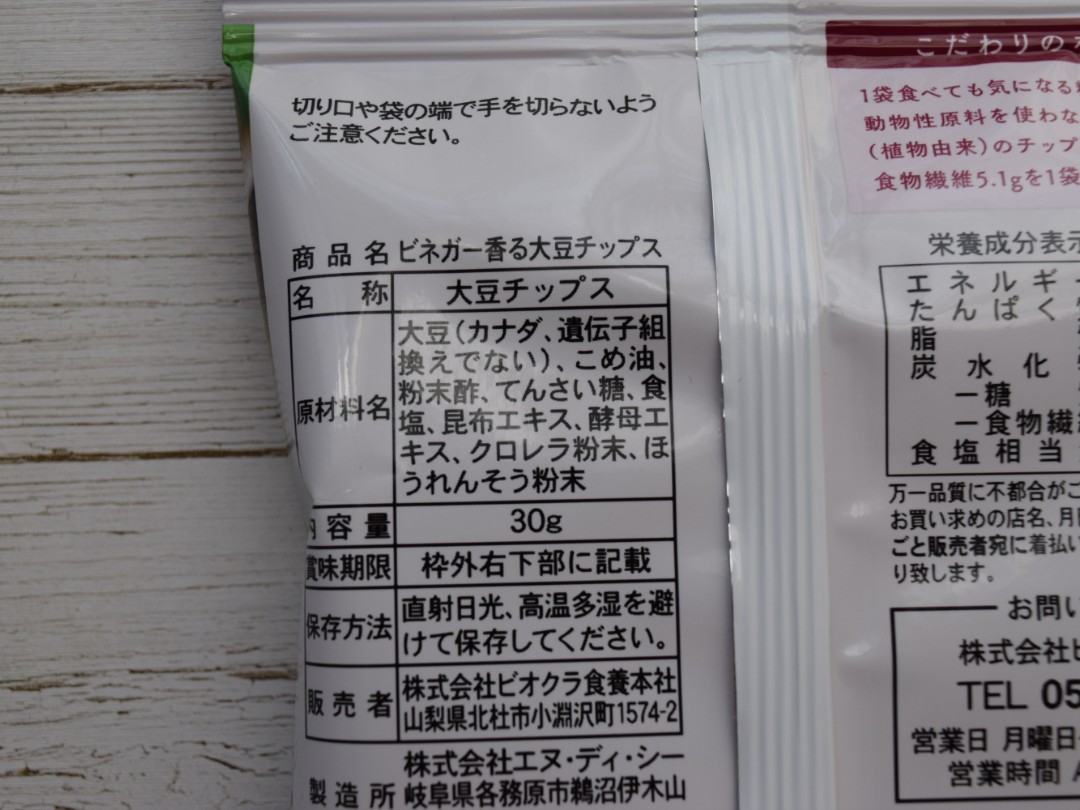 切り口や袋の端で手を切らないよう
ご注意ください。
商品名 ビネガー香る大豆チップス
名称 大豆チップス
原材料名
大豆(カナダ、遺伝子組
換えでない)、こめ油、
粉末酢、てんさい糖、食
塩、昆布エキス、酵母エ
キス、クロレラ粉末、ほ
うれんそう粉末
内容量 30g
賞味期限 枠外右下部に記載
保存方法
直射日光、高温多湿を避
けて保存してください。
販売者
株式会社ビオクラ食養本社
山梨県北杜市小淵沢町1574-2
製造所
株式会社エヌ・ディ・シー
岐阜県各務原市鵜沼伊木山
こだわりの
1袋食べても気になる
動物性原料を使わな
(植物由来)のチップ
食物繊維5.1gを1袋
栄養成分表示
エネルギー
たんぱく
脂
炭水化
ー糖
ー食物繊
食塩相当
万一品質に不都合がご
お買い求めの店名、月
ごと販売者宛に着払い
り致します。
お問い
株式会社ビ
TEL 05
営業日 月曜日
営業時間